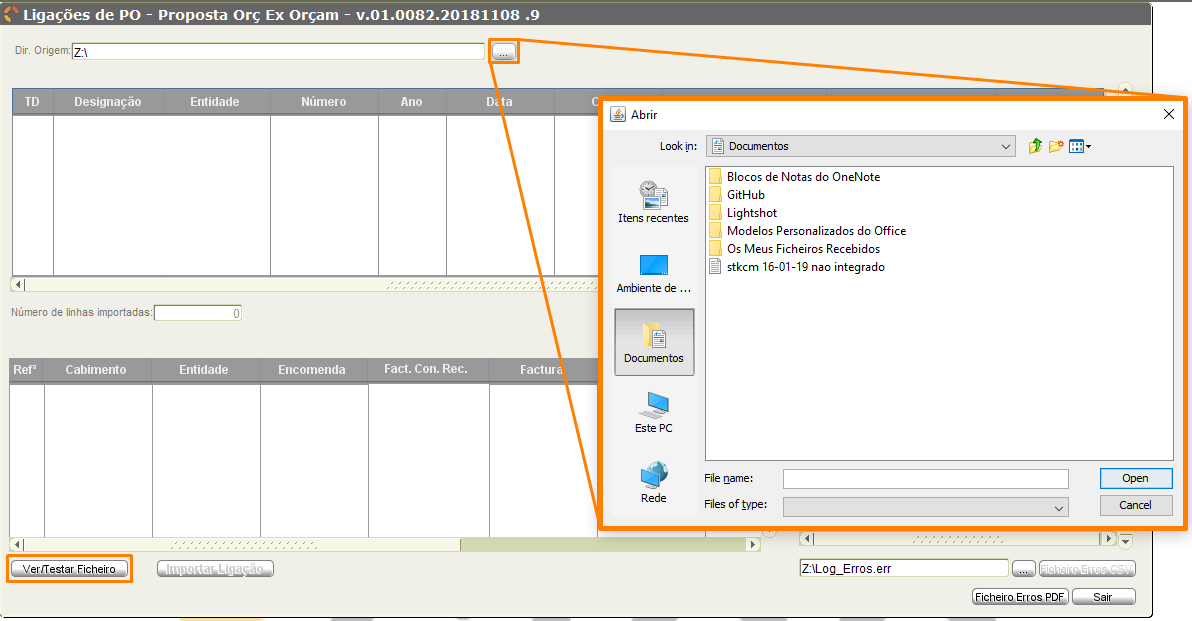 Ligações de PO - Proposta Orç Ex Orçam - v.01.0082.20181108 .9
Dir. Origem: Z:\ ...
TD Designação Entidade Número Ano Data
Número de linhas importadas: 0
Refª Cabimento Entidade Encomenda Fact. Con. Rec. Factura
Abrir
Look in: Documentos
Itens recentes
Ambiente de ...
Documentos
Este PC
Rede
Blocos de Notas do OneNote
GitHub
Lightshot
Modelos Personalizados do Office
Os Meus Ficheiros Recebidos
stkcm 16-01-19 nao integrado
File name: Open
Files of type: Cancel
Ver/Testar Ficheiro Importar Ligação Z:\Log_Erros.err ... Ficheiro Erros CSV
Ficheiro Erros PDF Sair